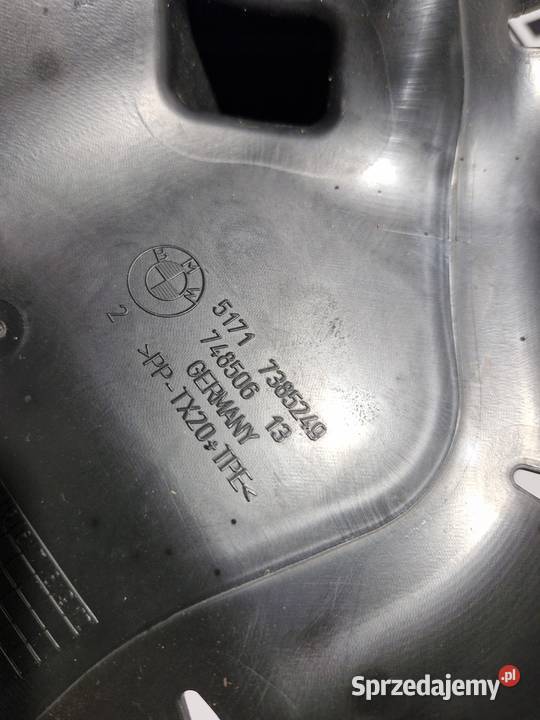 BMW
2
5171 7385249
748506 13
GERMANY
>PP-TX20+TPE<
Sprzedajemy.pl